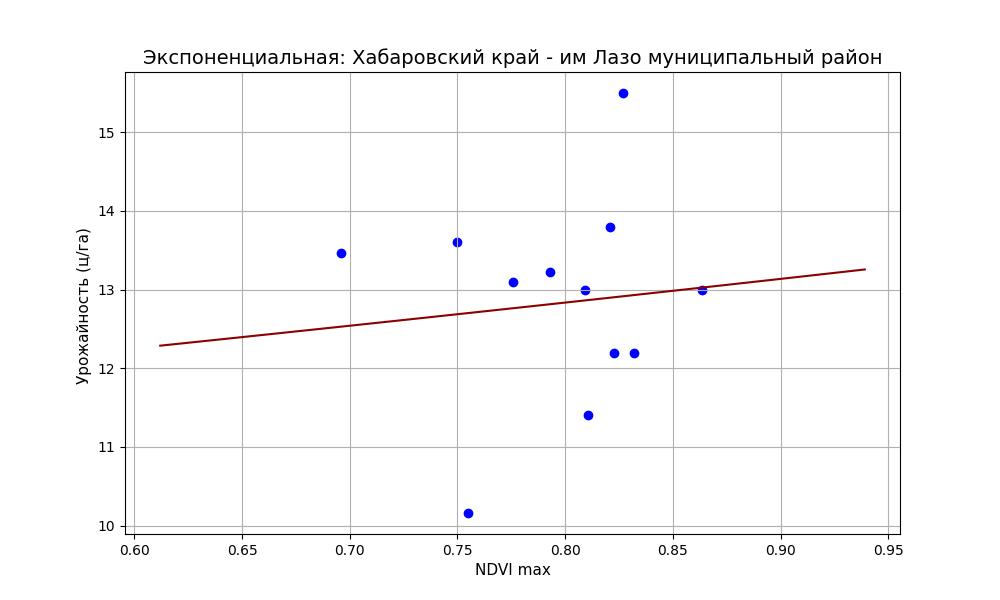 Экспоненциальная: Хабаровский край - им Лазо муниципальный район
Урожайность (ц/га)
15
14
13
12
11
10
0.60 0.65 0.70 0.75 0.80 0.85 0.90 0.95
NDVI max